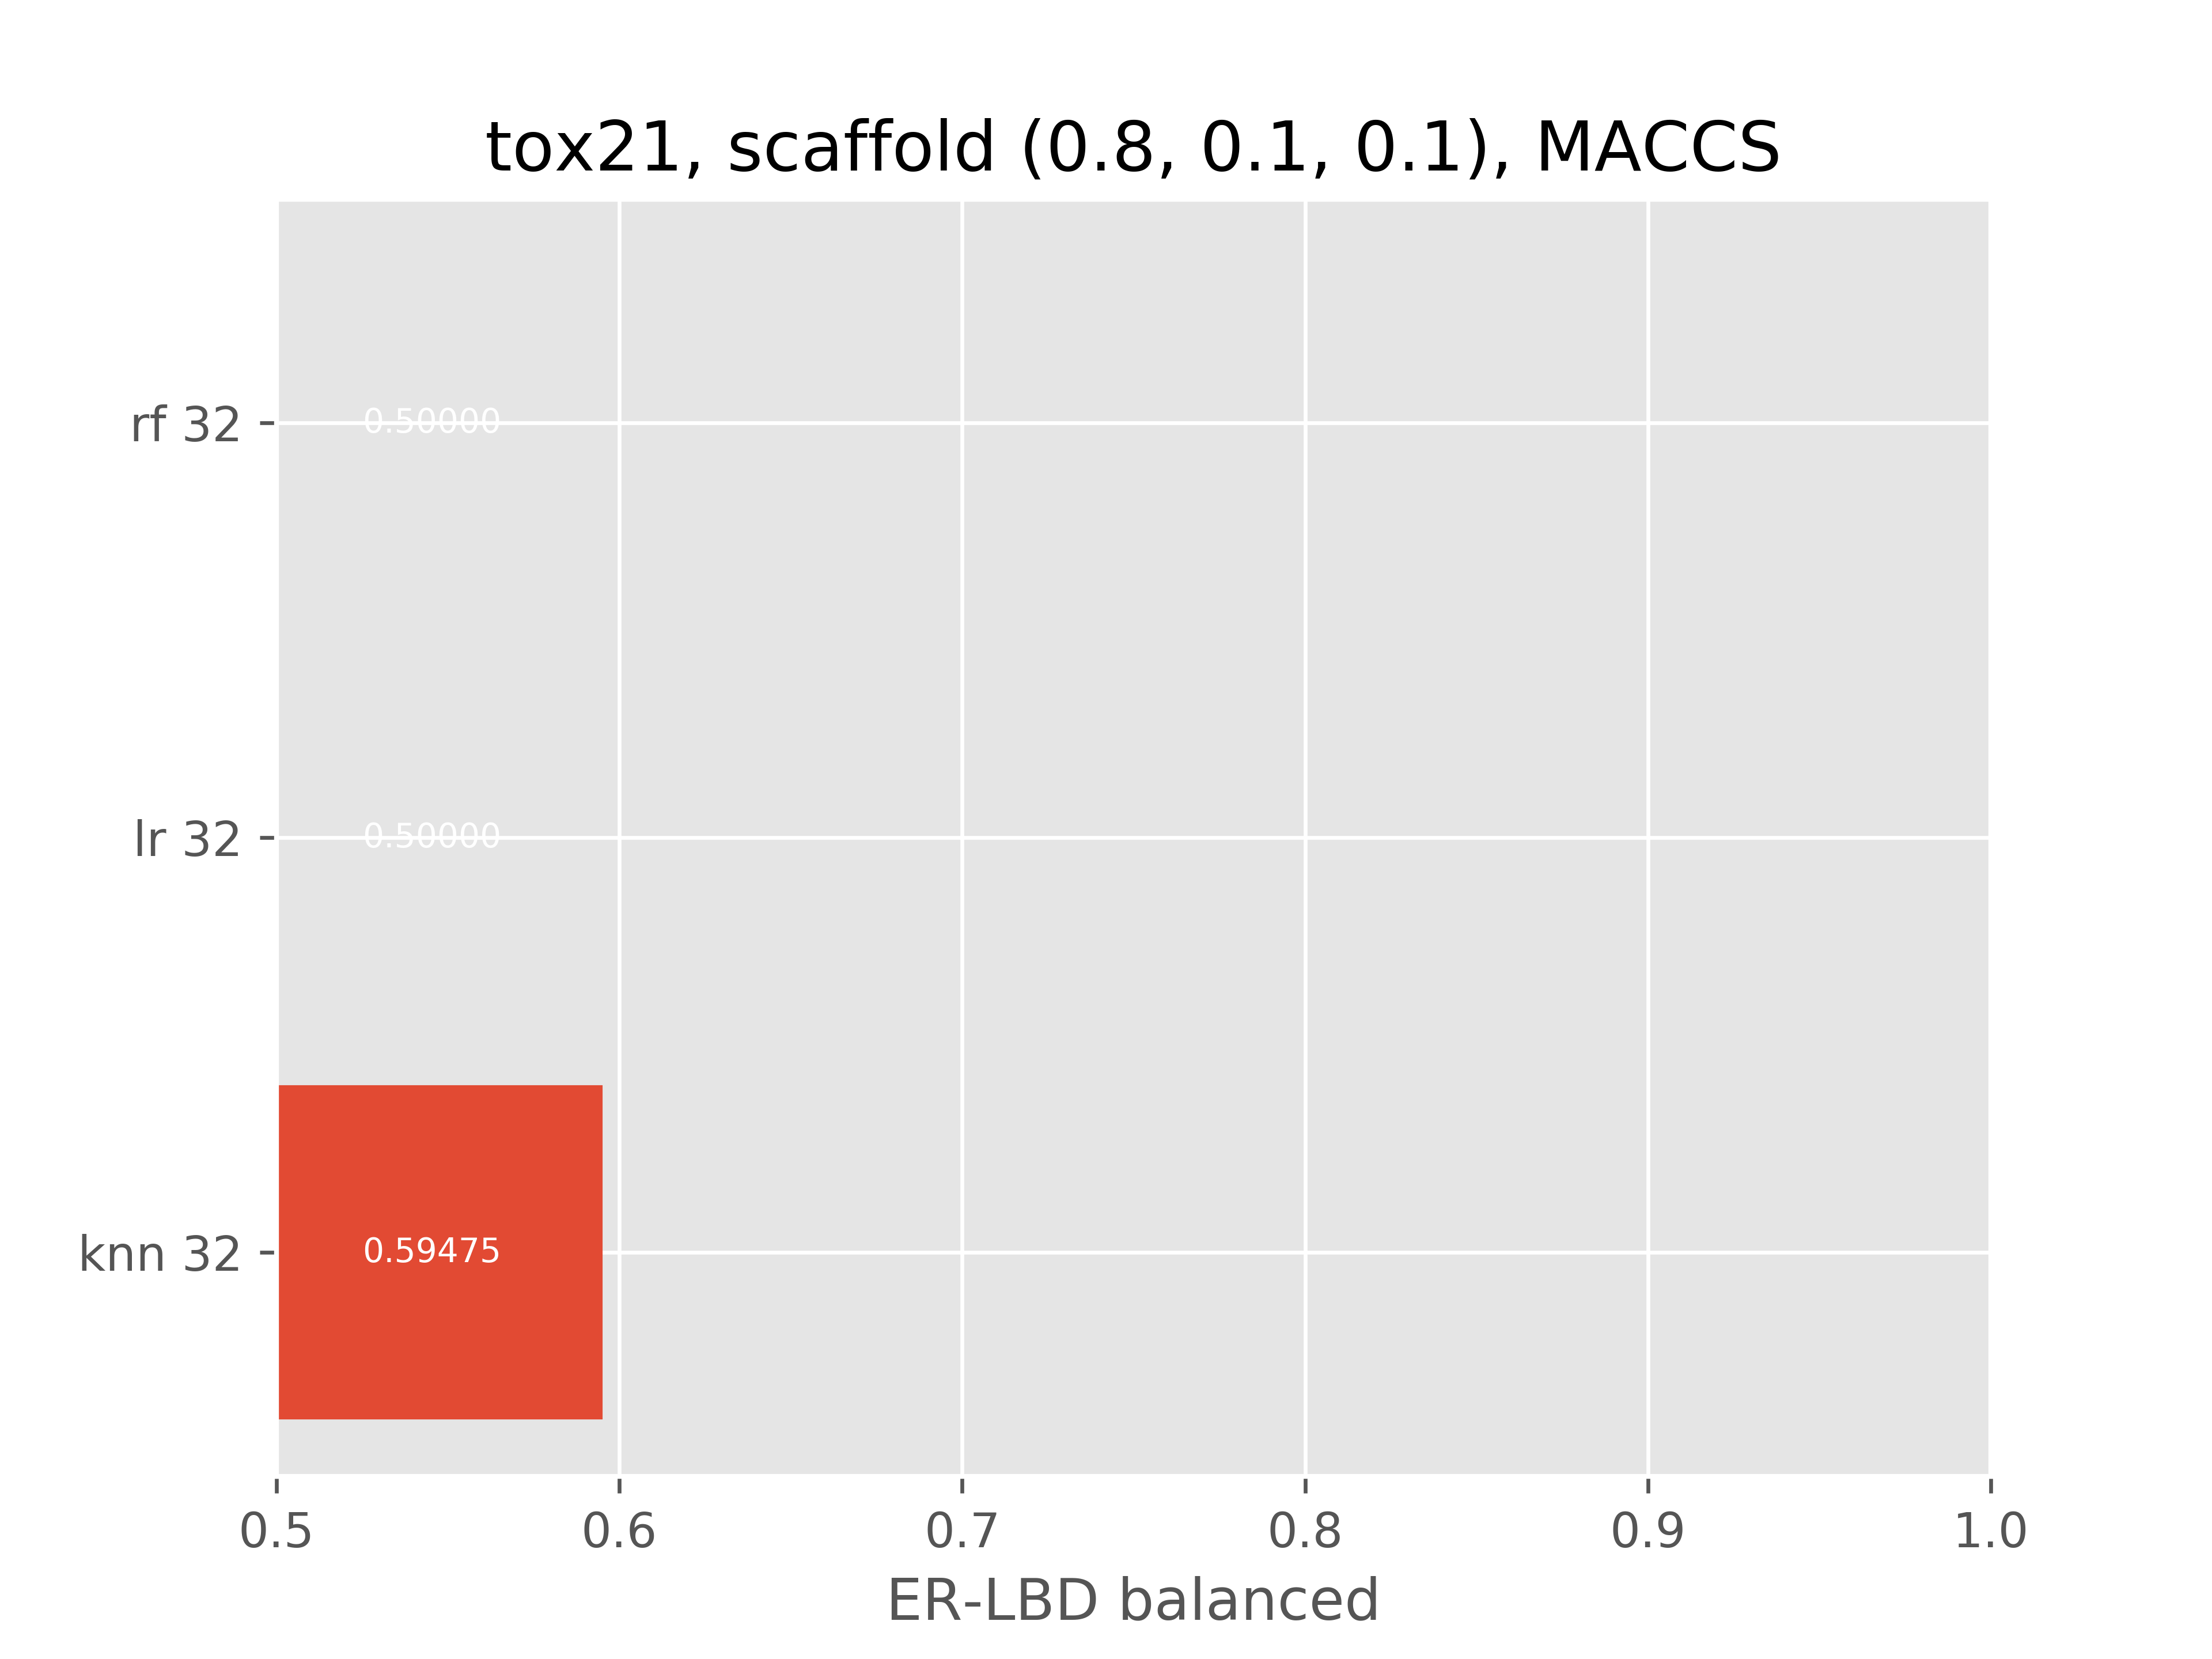 tox21, scaffold (0.8, 0.1, 0.1), MACCS
rf 32
0.50000
lr 32
0.50000
knn 32
0.59475
0.5 0.6 0.7 0.8 0.9 1.0
ER-LBD balanced